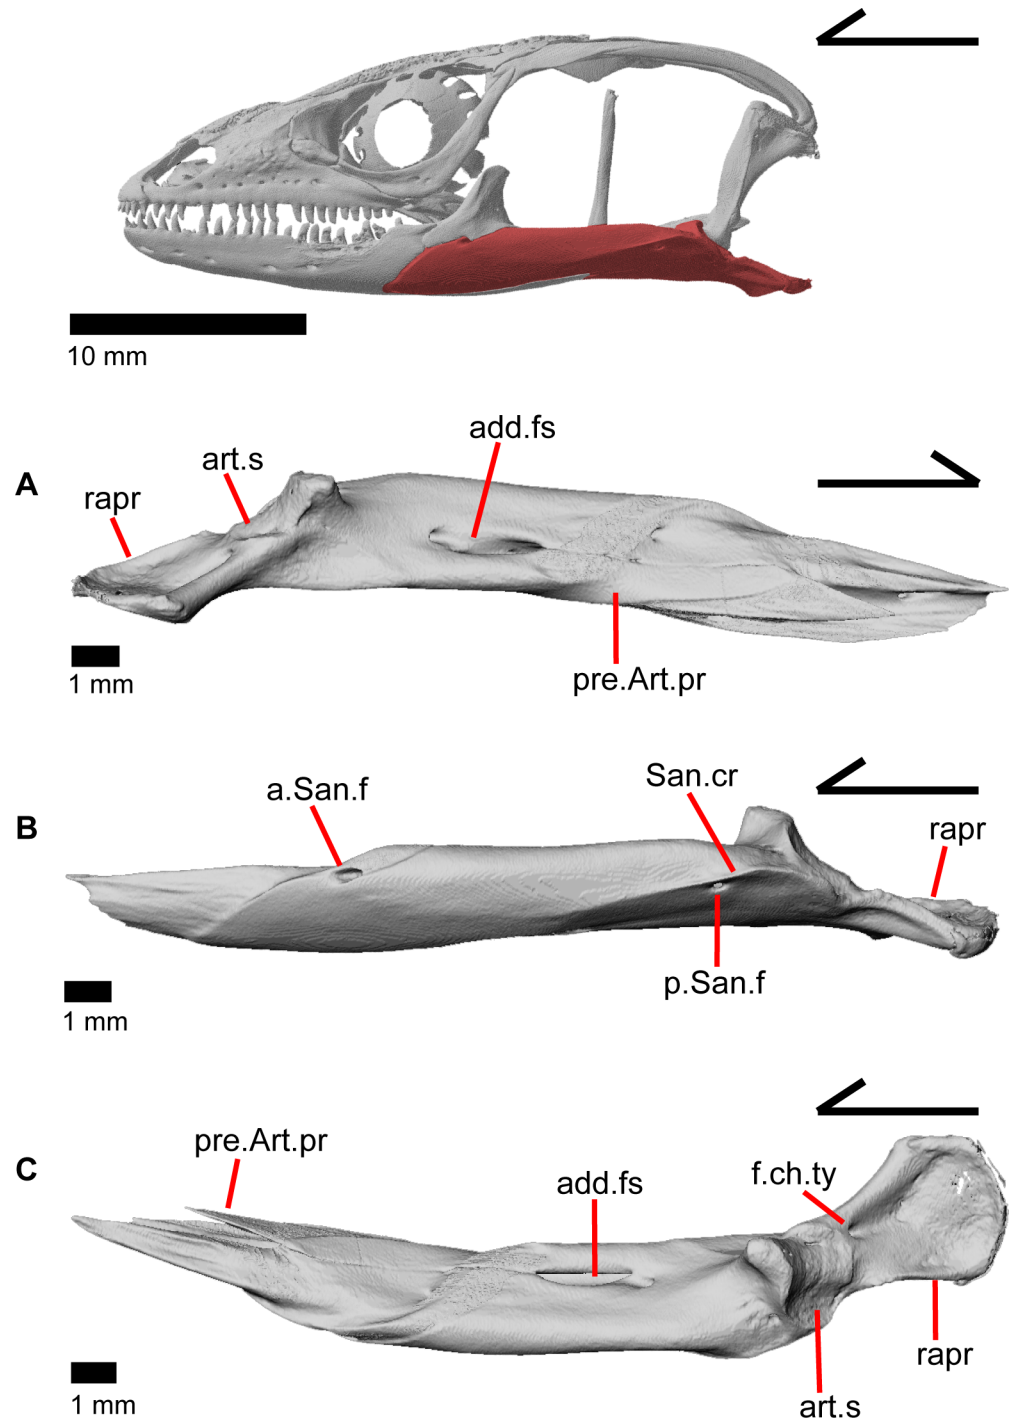 10 mm
A
rapr
art.s
add.fs
pre.Art.pr
1 mm
B
a.San.f
San.cr
rapr
p.San.f
1 mm
C
pre.Art.pr
add.fs
f.ch.ty
rapr
art.s
1 mm